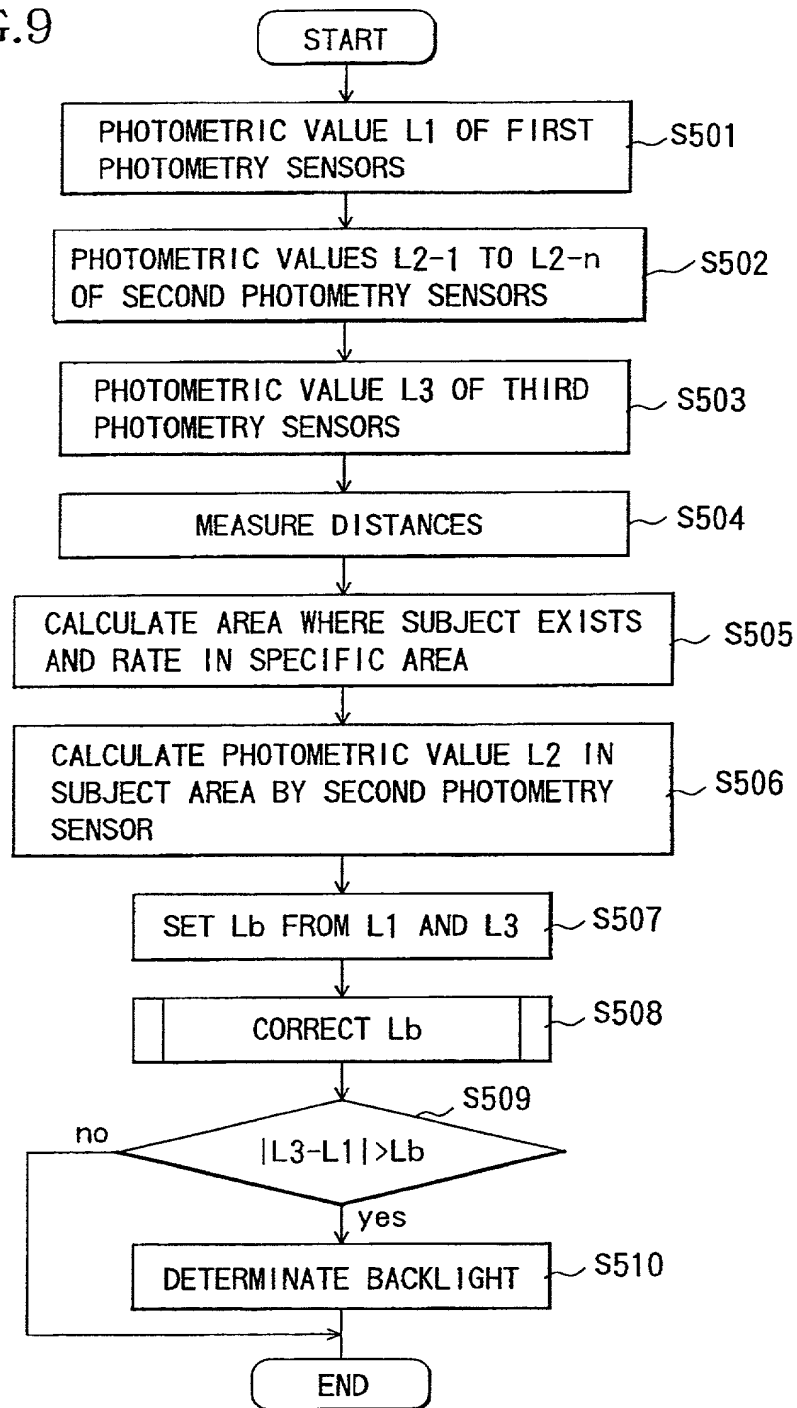 G.9
START
PHOTOMETRIC VALUE L1 OF FIRST
PHOTOMETRY SENSORS
S501
PHOTOMETRIC VALUES L2-1 TO L2-n
OF SECOND PHOTOMETRY SENSORS
S502
PHOTOMETRIC VALUE L3 OF THIRD
PHOTOMETRY SENSORS
S503
MEASURE DISTANCES
S504
CALCULATE AREA WHERE SUBJECT EXISTS
AND RATE IN SPECIFIC AREA
S505
CALCULATE PHOTOMETRIC VALUE L2 IN
SUBJECT AREA BY SECOND PHOTOMETRY
SENSOR
S506
SET Lb FROM L1 AND L3
S507
CORRECT Lb
S508
S509
no
|L3-L1|>Lb
yes
DETERMINATE BACKLIGHT
S510
END